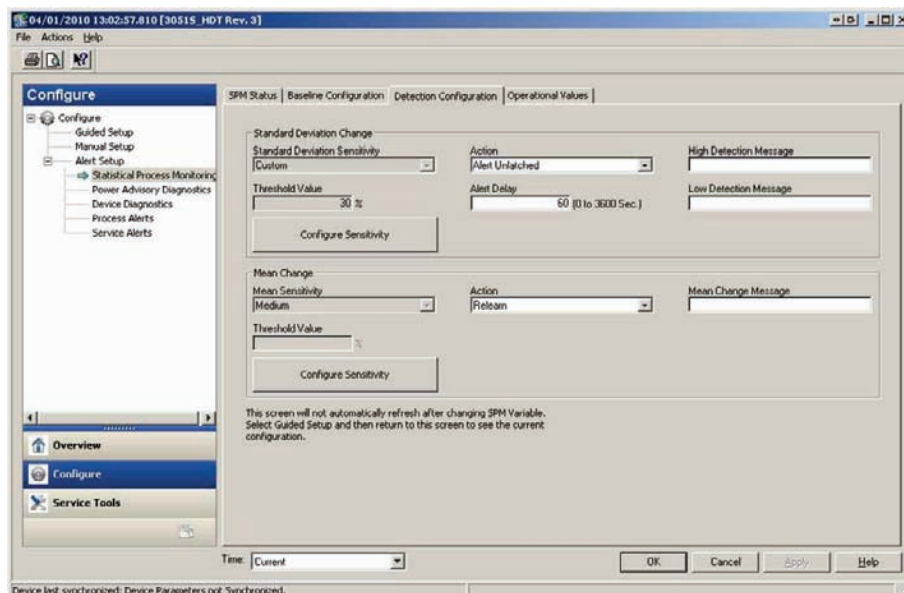 04/01/2010 13:02:57.810 [3051S_HDT Rev. 3]
File Actions Help
Configure
Configure
Guided Setup
Manual Setup
Alert Setup
Statistical Process Monitoring
Power Advisory Diagnostics
Device Diagnostics
Process Alerts
Service Alerts
Overview
Configure
Service Tools
SPM Status Baseline Configuration Detection Configuration Operational Values
Standard Deviation Change
Standard Deviation Sensitivity Action High Detection Message
Custom Alert Unlatched
Threshold Value Alert Delay Low Detection Message
30 % 60 (0 to 3600 Sec.)
Configure Sensitivity
Mean Change
Mean Sensitivity Action Mean Change Message
Medium Relearn
Threshold Value
%
Configure Sensitivity
This screen will not automatically refresh after changing SPM Variable.
Select Guided Setup and then return to this screen to see the current
configuration.
Time: Current
OK Cancel Apply Help
Device last synchronized: Device Parameters not Synchronized.